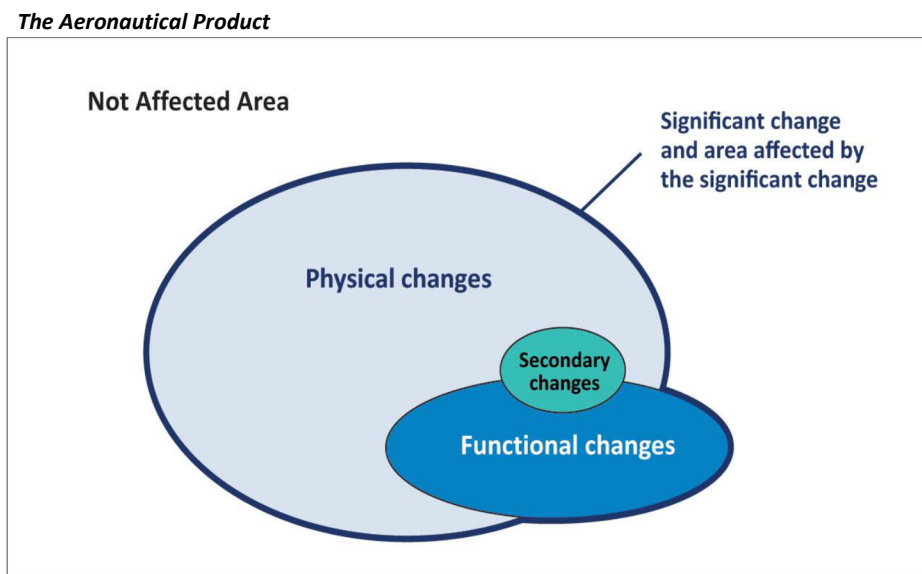 The Aeronautical Product
Not Affected Area
Significant change
and area affected by
the significant change
Physical changes
Secondary
changes
Functional changes